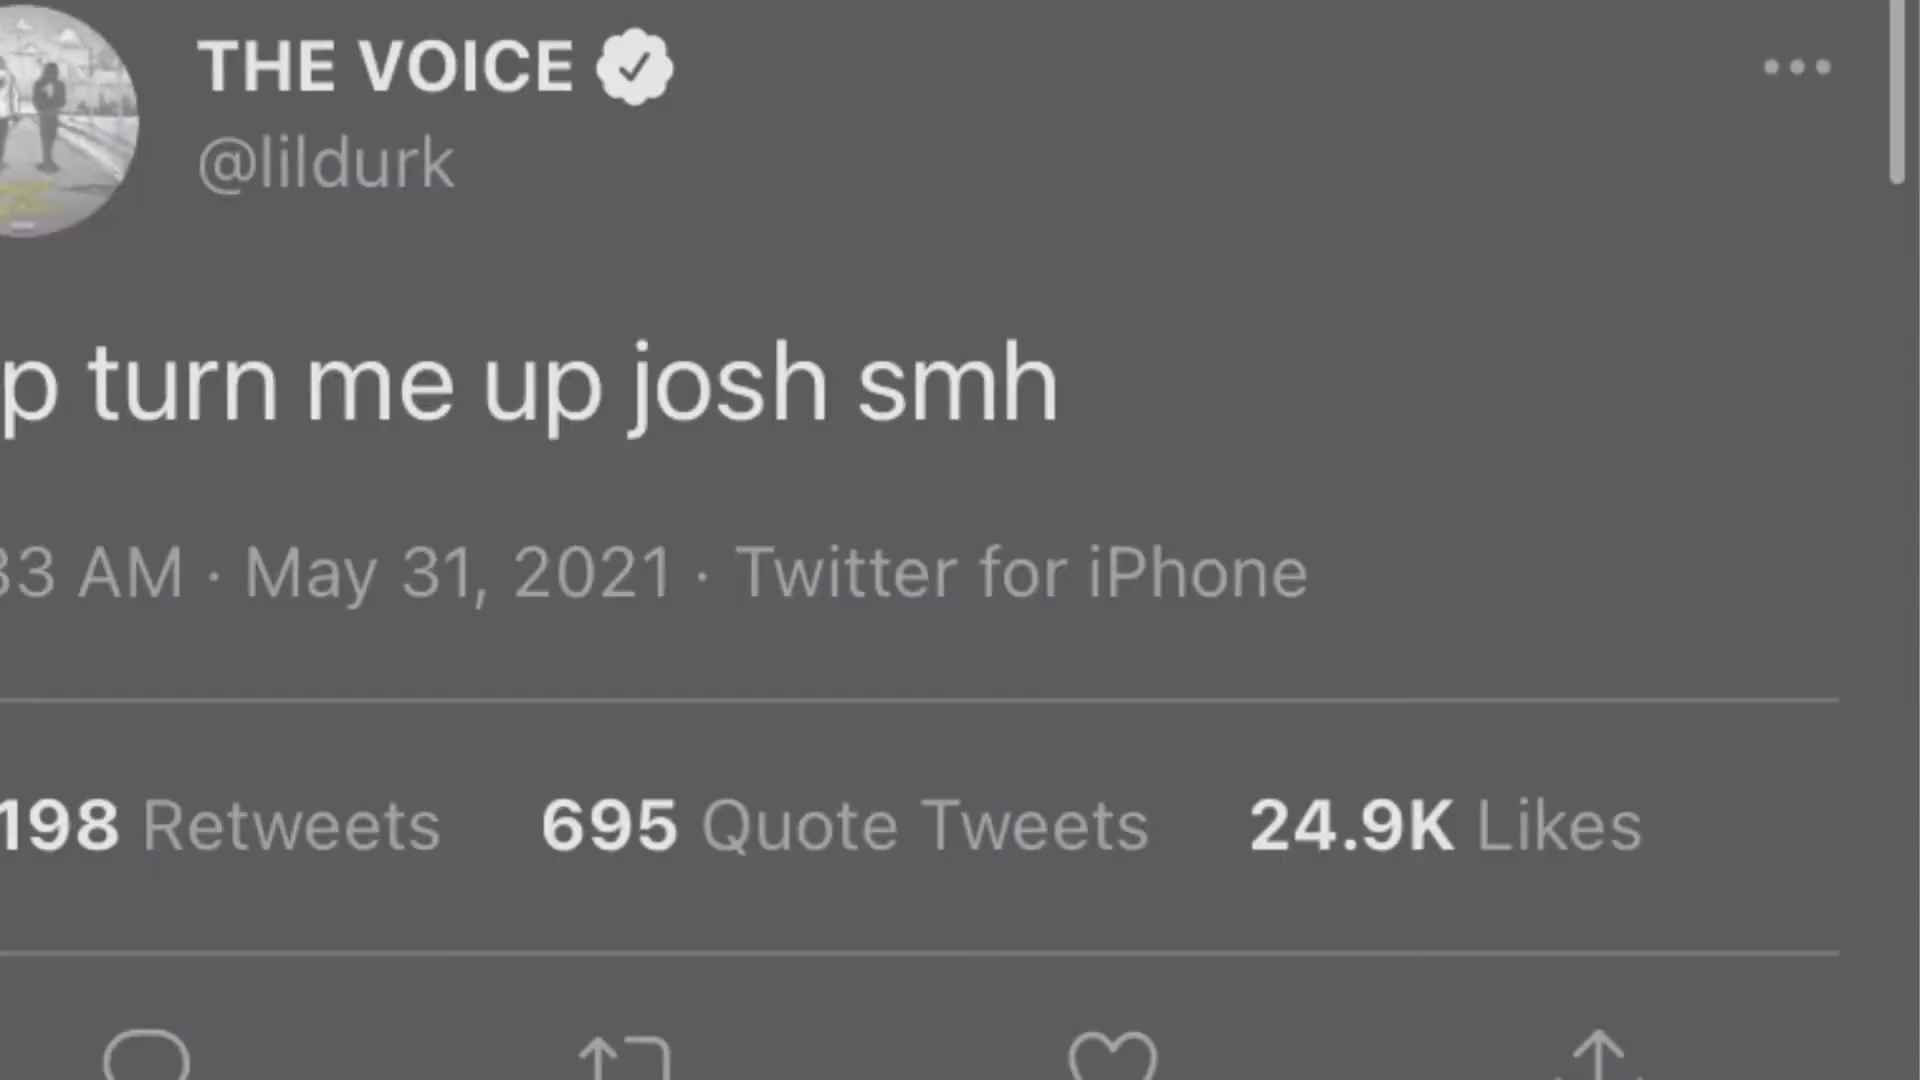 THE VOICE
@lildurk
p turn me up josh smh
33 AM · May 31, 2021 · Twitter for iPhone
198 Retweets 695 Quote Tweets 24.9K Likes